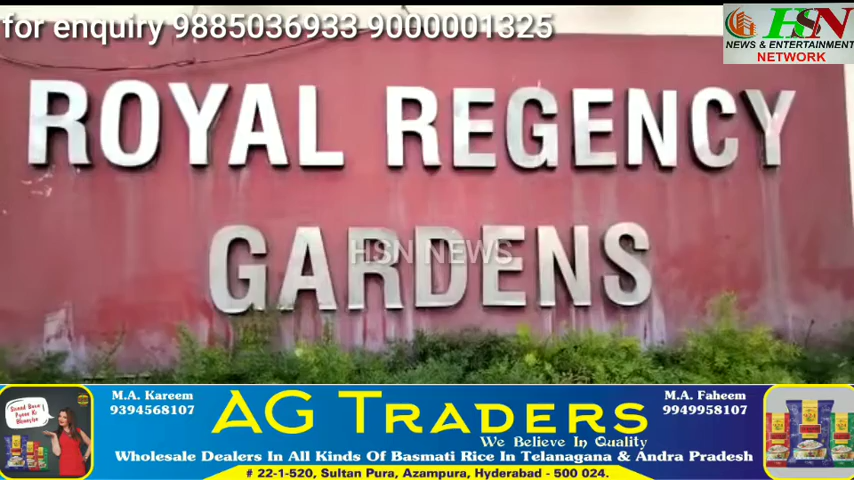 for enquiry 9885036933 9000001325
HSN
NEWS & ENTERTAINMENT
NETWORK
ROYAL REGENCY
GARDENS
HSN NEWS
M.A. Kareem
9394568107
AG TRADERS
M.A. Faheem
9949958107
We Believe In Quality
Wholesale Dealers In All Kinds Of Basmati Rice In Telanagana & Andra Pradesh
# 22-1-520, Sultan Pura, Azampura, Hyderabad - 500 024.